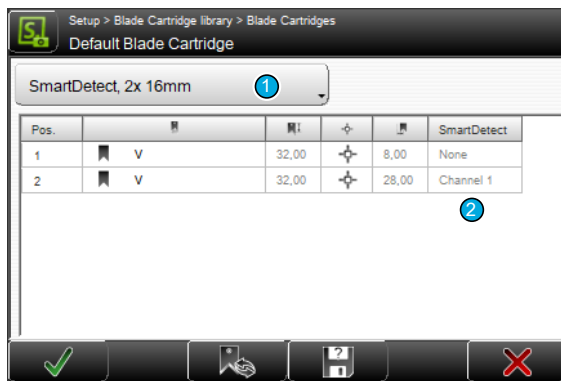 Setup > Blade Cartridge library > Blade Cartridges
Default Blade Cartridge
SmartDetect, 2x 16mm 1
Pos. SmartDetect
1 V 32,00 8,00 None
2 V 32,00 28,00 Channel 1
2
?